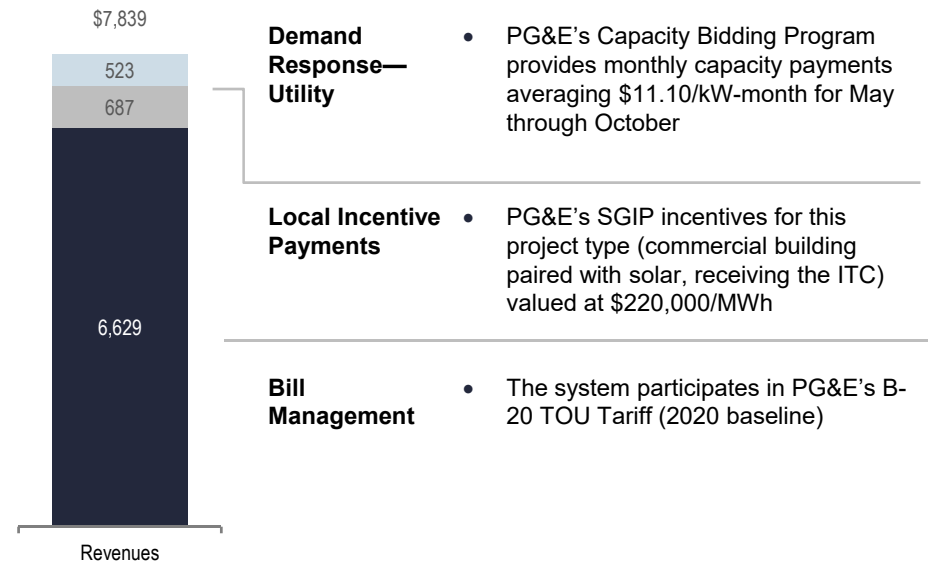 $7,839
523
687
6,629
Revenues
Demand
Response—
Utility
• PG&E's Capacity Bidding Program
provides monthly capacity payments
averaging $11.10/kW-month for May
through October
Local Incentive
Payments
• PG&E's SGIP incentives for this
project type (commercial building
paired with solar, receiving the ITC)
valued at $220,000/MWh
Bill
Management
• The system participates in PG&E's B-
20 TOU Tariff (2020 baseline)